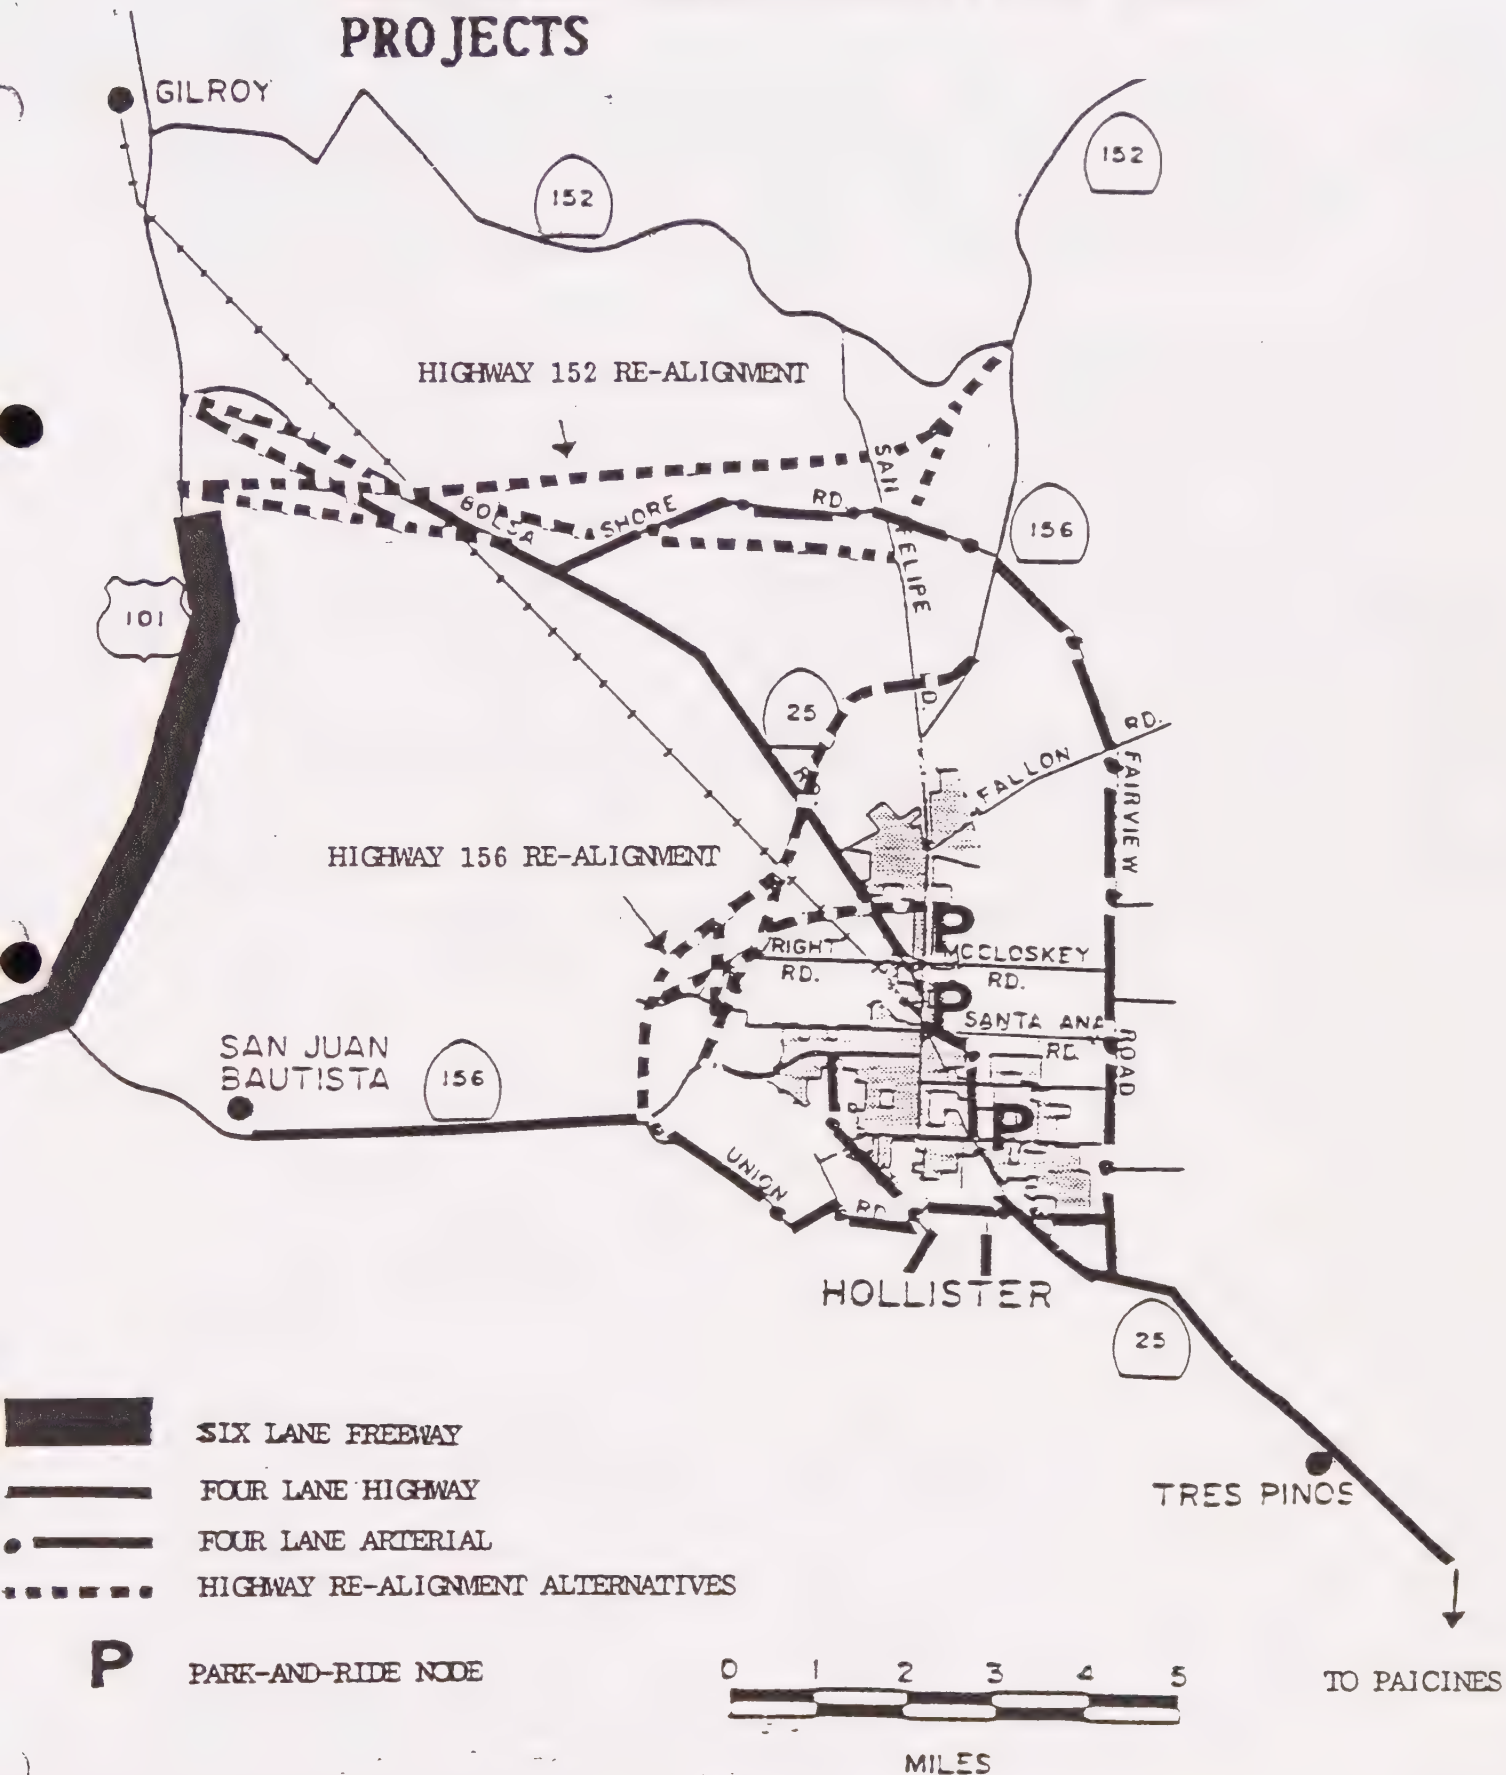 PROJECTS
GILROY
152
152
HIGHWAY 152 RE-ALIGNMENT
SAN
BOLSA
SHORE
RD.
156
FELIPE
101
D.
25
RD.
FALLON
FAIRVIEW
HIGHWAY 156 RE-ALIGNMENT
P
RIGHT
RD.
MCCLOSKEY
RD.
P
SANTA ANA
RD.
ROAD
SAN JUAN
BAUTISTA
156
P
UNION
RD.
HOLLISTER
25
SIX LANE FREEWAY
FOUR LANE HIGHWAY
FOUR LANE ARTERIAL
HIGHWAY RE-ALIGNMENT ALTERNATIVES
P PARK-AND-RIDE NODE
TRES PINOS
0 1 2 3 4 5
MILES
TO PAICINES